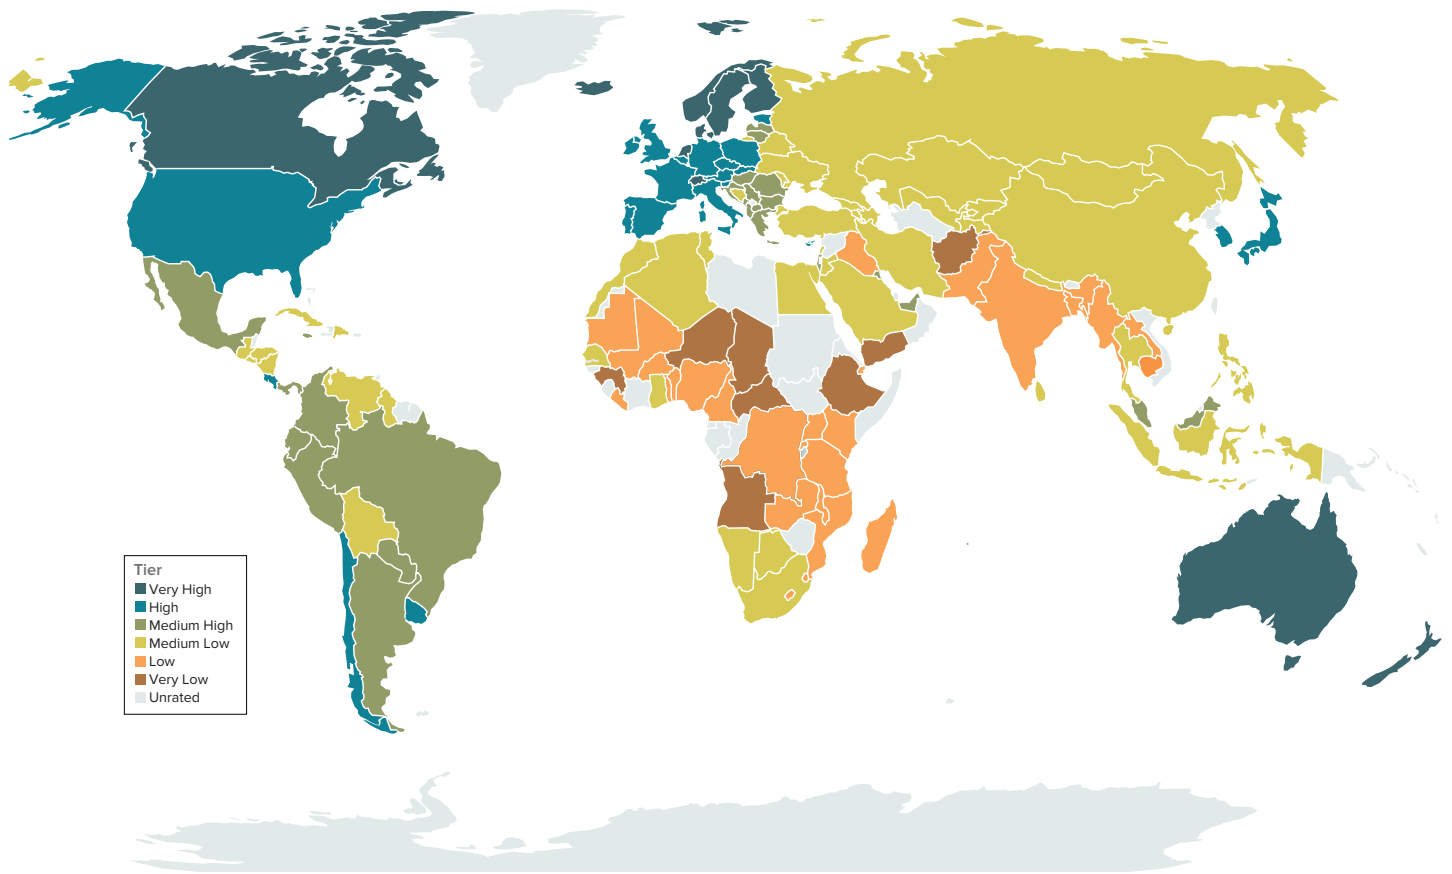 Tier
Very High
High
Medium High
Medium Low
Low
Very Low
Unrated